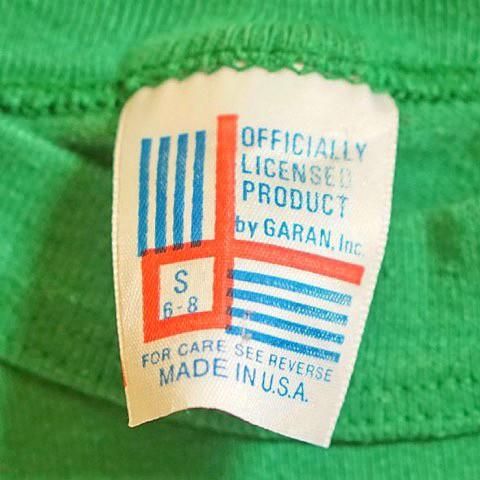 OFFICIALLY
LICENSED
PRODUCT
by GARAN, Inc.
S
6-8
FOR CARE SEE REVERSE
MADE IN U.S.A.